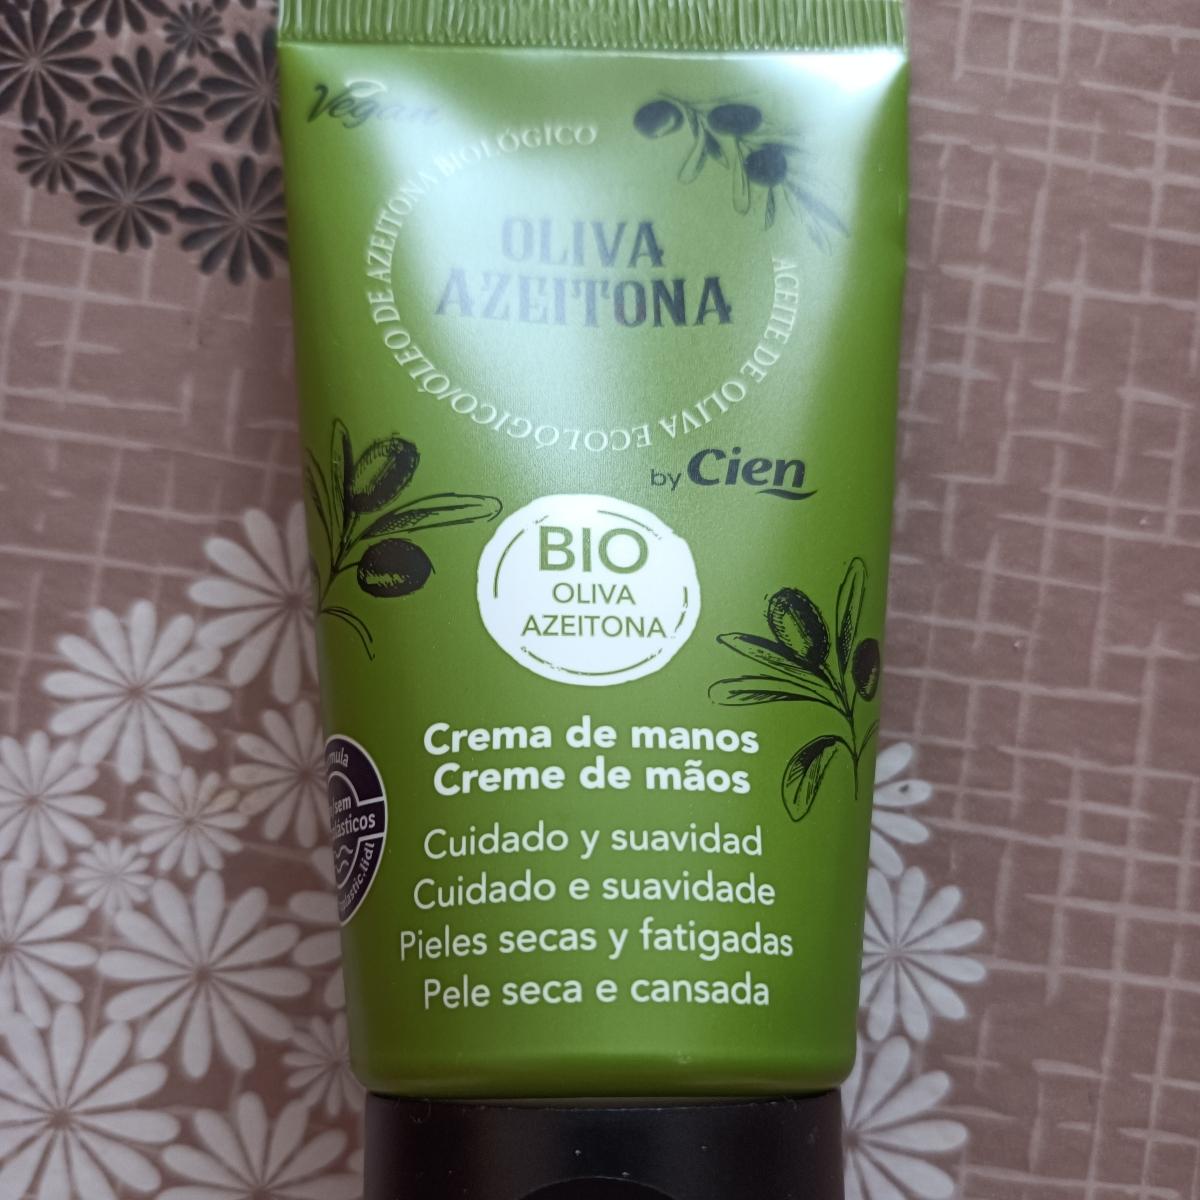 Vegan
ACEITE DE OLIVA ECOLÓGICO/ÓLEO DE AZEITONA BIOLÓGICO
OLIVA
AZEITONA
by Cien
BIO
OLIVA
AZEITONA
Crema de manos
Creme de mãos
Cuidado y suavidad
Cuidado e suavidade
Pieles secas y fatigadas
Pele seca e cansada
sem